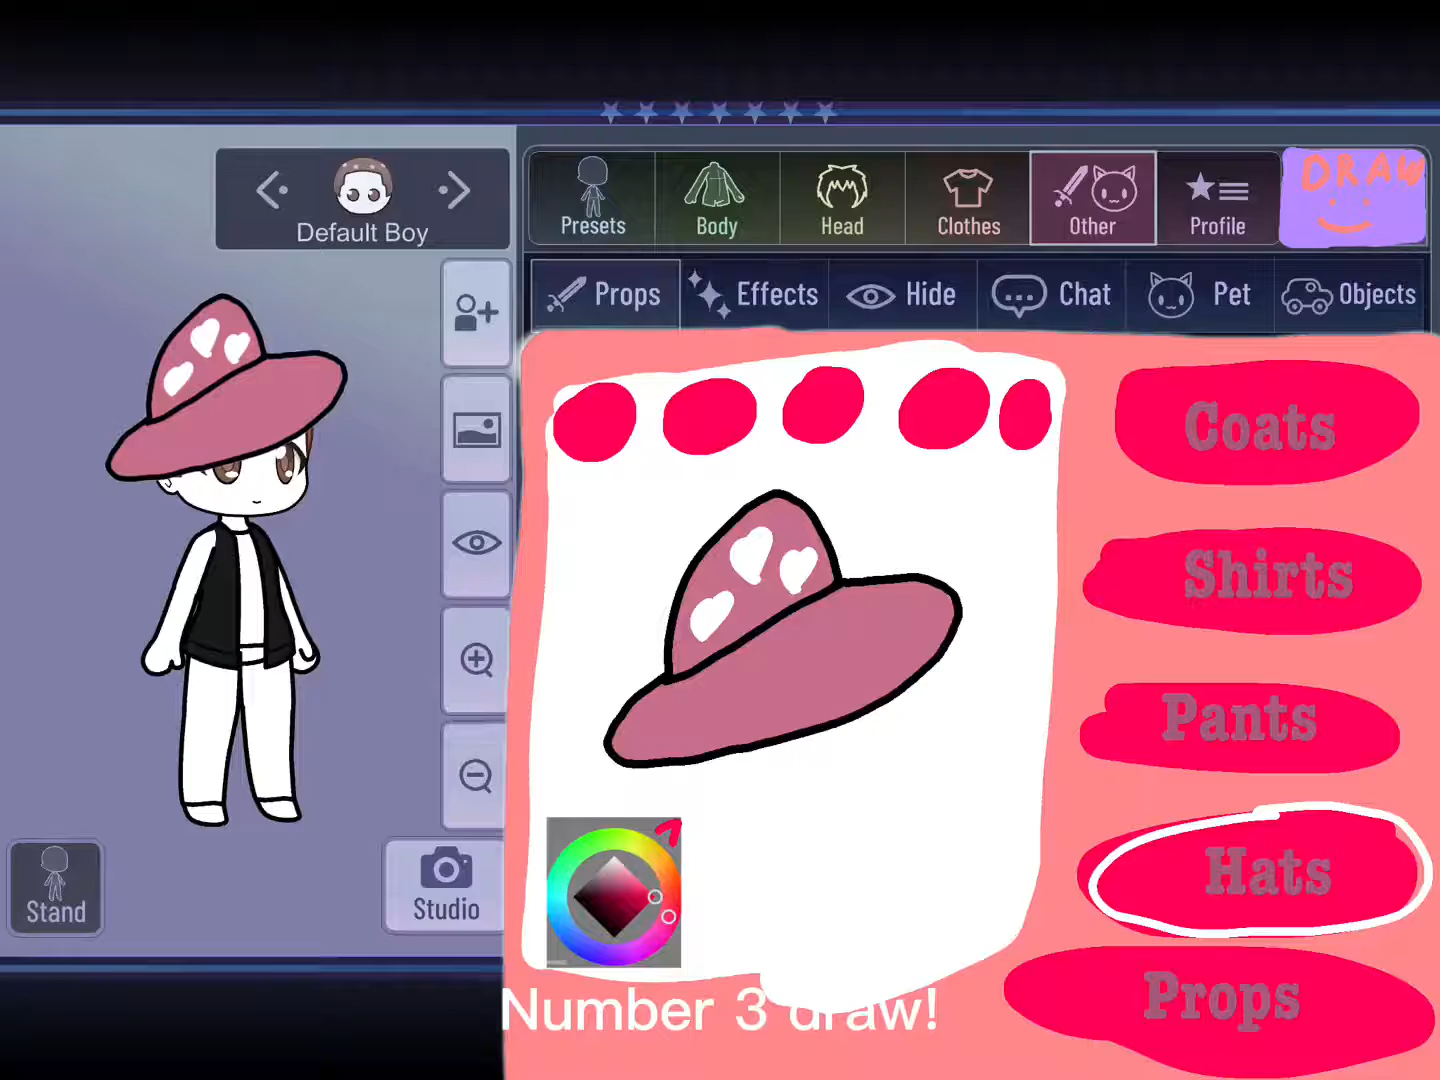 Default Boy
Presets
Body
Head
Clothes
Other
Profile
DRAW
Props
Effects
Hide
Chat
Pet
Objects
Coats
Shirts
Pants
Hats
Props
Stand
Studio
Number 3 draw!